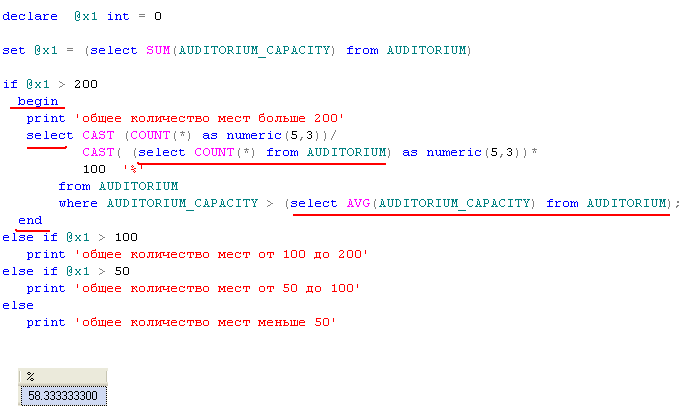 declare  @x1 int = 0
set @x1 = (select SUM(AUDITORIUM_CAPACITY) from AUDITORIUM)
if @x1 > 200
begin
print 'общее количество мест больше 200'
select CAST (COUNT(*) as numeric(5,3))/
CAST( (select COUNT(*) from AUDITORIUM) as numeric(5,3))*
100  '%'
from AUDITORIUM
where AUDITORIUM_CAPACITY > (select AVG(AUDITORIUM_CAPACITY) from AUDITORIUM);
end
else if @x1 > 100
print 'общее количество мест от 100 до 200'
else if @x1 > 50
print 'общее количество мест от 50 до 100'
else
print 'общее количество мест меньше 50'
%
58.333333300